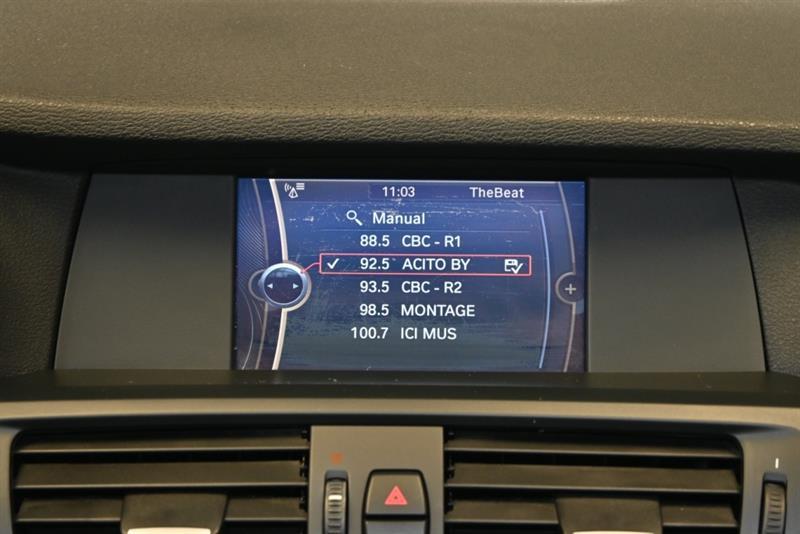 11:03 TheBeat
Manual
88.5 CBC - R1
92.5 ACITO BY
93.5 CBC - R2
98.5 MONTAGE
100.7 ICI MUS